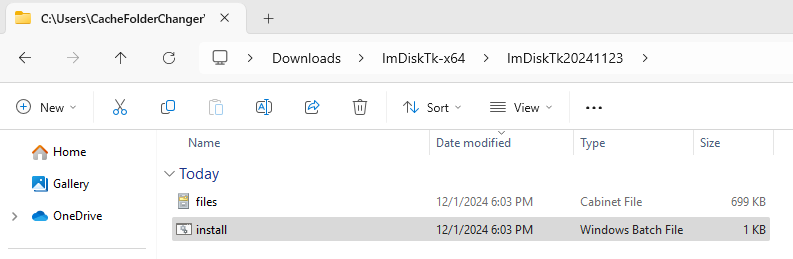 C:\Users\CacheFolderChanger\
Downloads > ImDiskTk-x64 > ImDiskTk20241123 >
New Sort View ...
Name Date modified Type Size
Home
Gallery
OneDrive
Today
files 12/1/2024 6:03 PM Cabinet File 699 KB
install 12/1/2024 6:03 PM Windows Batch File 1 KB